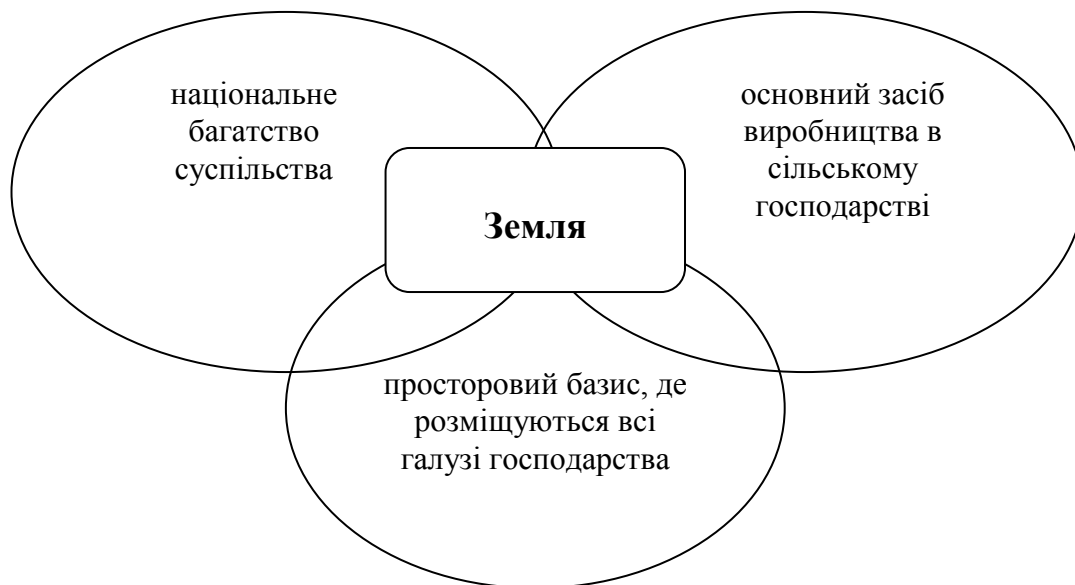 національне
багатство
суспільства
основний засіб
виробництва в
сільському
господарстві
Земля
просторовий базис, де
розміщуються всі
галузі господарства